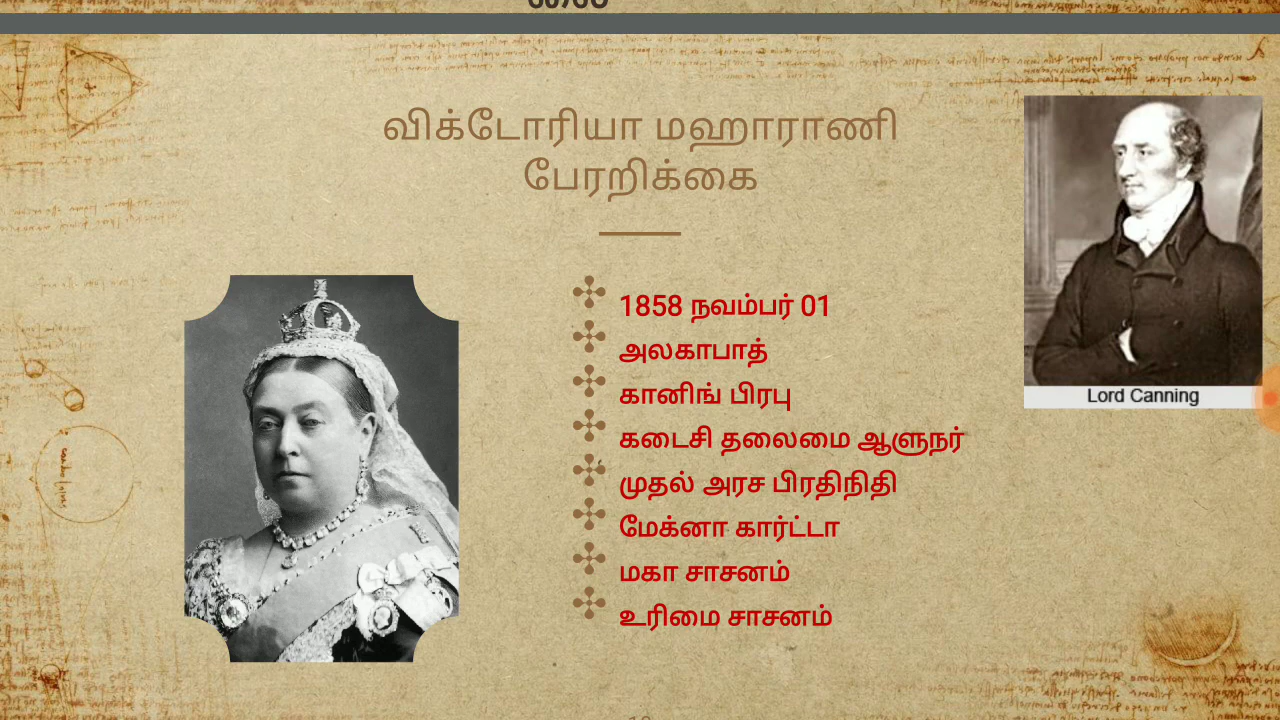 விக்டோரியா மஹாராணி
பேரறிக்கை
1858 நவம்பர் 01
அலகாபாத்
கானிங் பிரபு
கடைசி தலைமை ஆளுநர்
முதல் அரச பிரதிநிதி
மேக்னா கார்ட்டா
மகா சாசனம்
உரிமை சாசனம்
Lord Canning